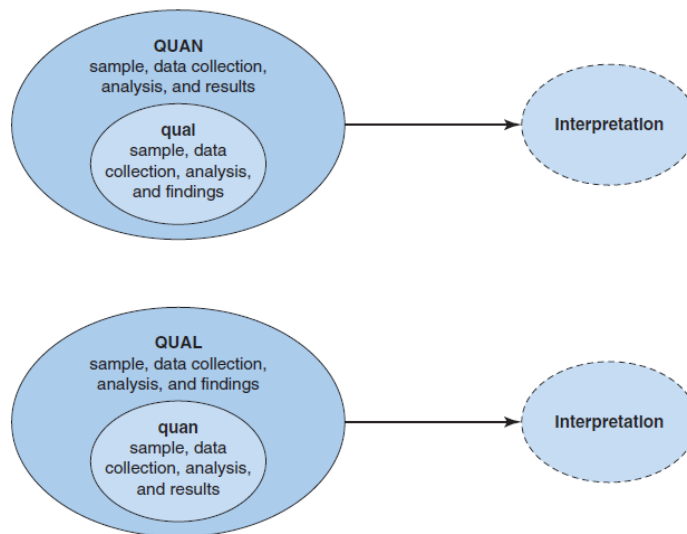 QUAN
sample, data collection,
analysis, and results
qual
sample, data
collection, analysis,
and findings
Interpretation
QUAL
sample, data collection,
analysis, and findings
quan
sample, data
collection, analysis,
and results
Interpretation